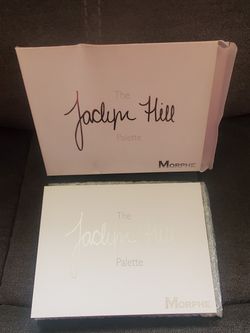 The
Jaclyn Hill
Palette
MORPHE
The
Jaclyn Hill
Palette
MORPHE